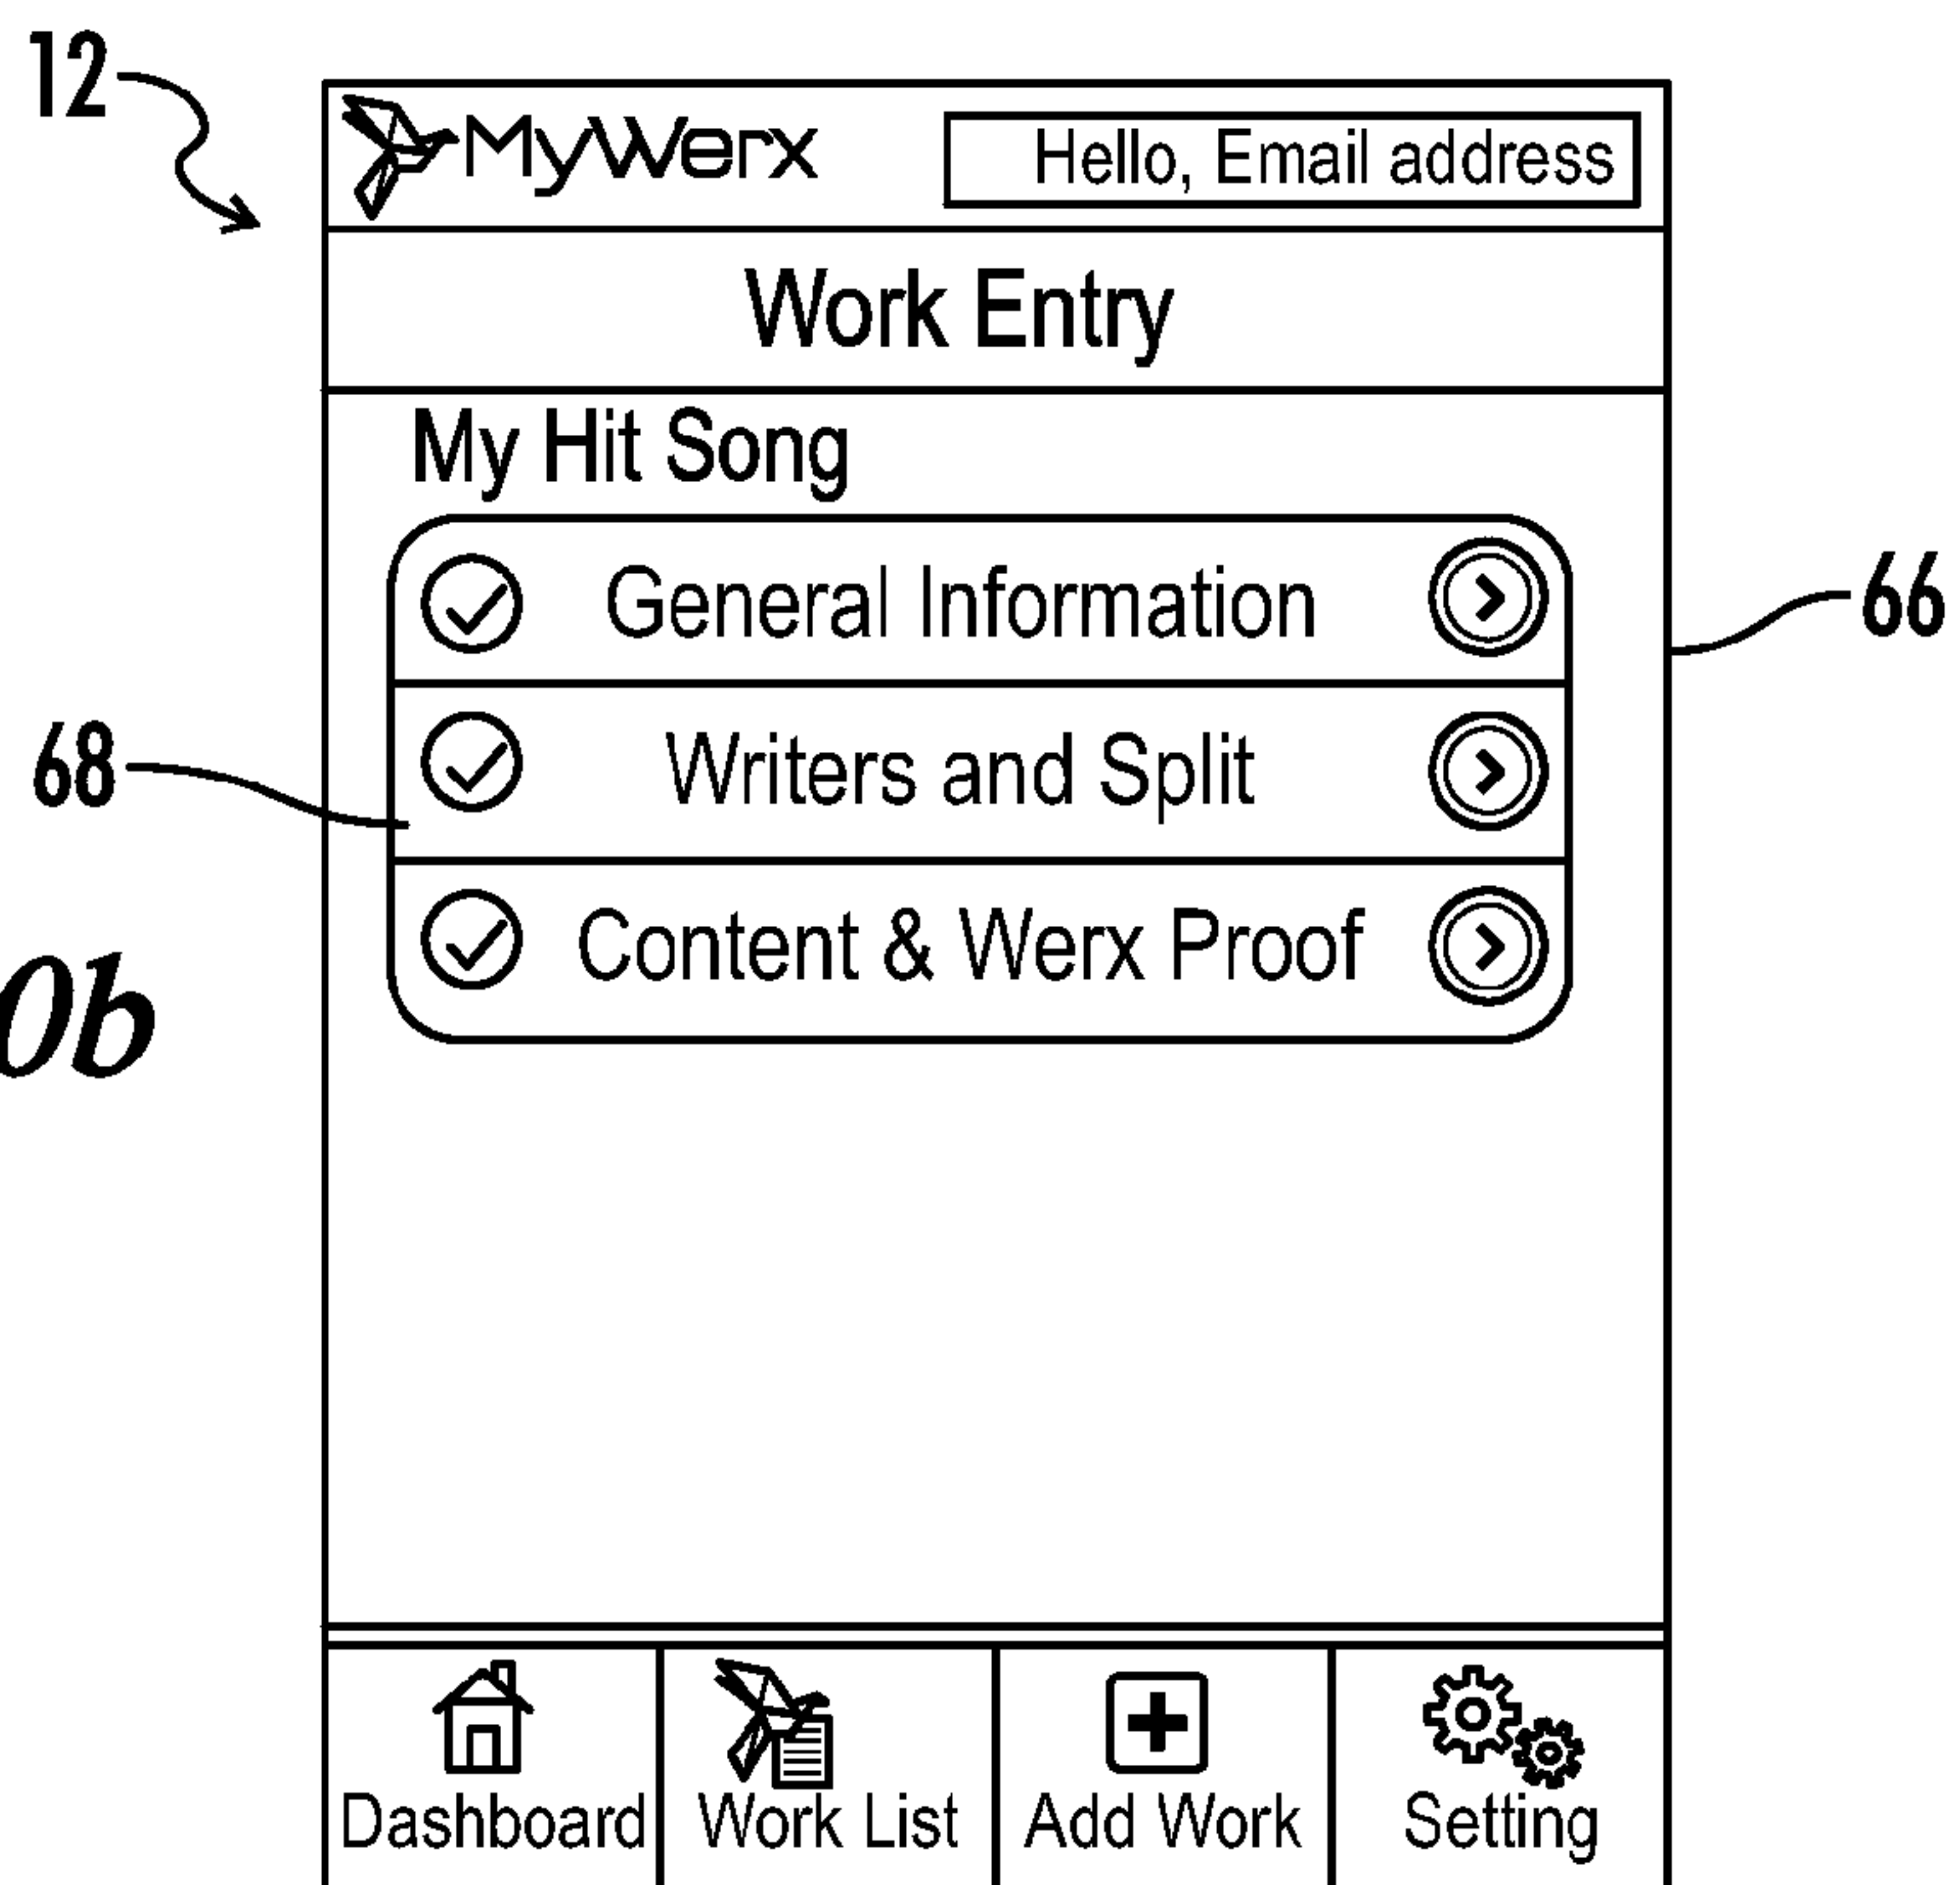 12
MyWerx
Hello, Email address
Work Entry
My Hit Song
General Information
66
Writers and Split
68
Content & Werx Proof
0b
Dashboard
Work List
Add Work
Setting